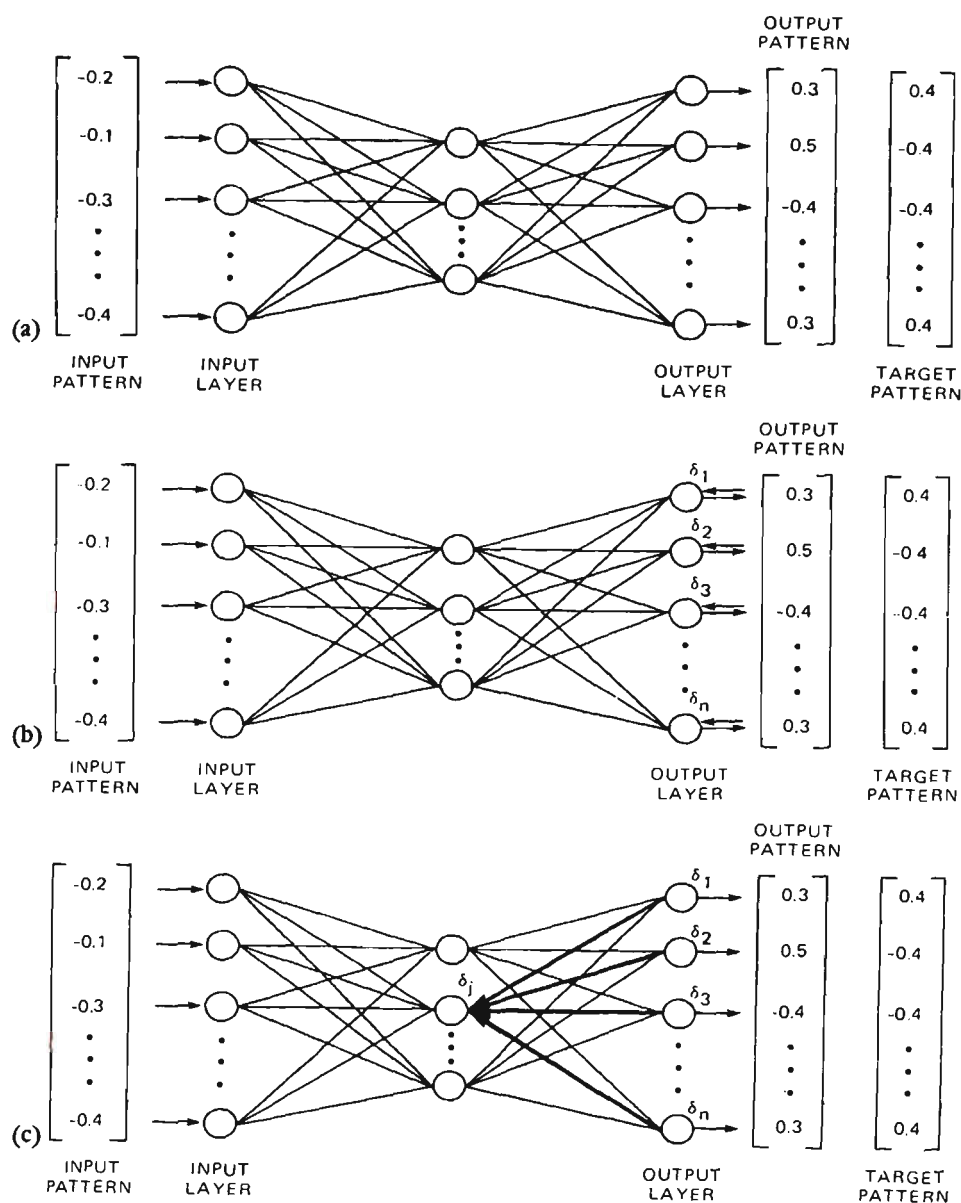 OUTPUT
PATTERN
-0.2
-0.1
-0.3
-0.4
0.3
0.5
-0.4
0.3
0.4
-0.4
-0.4
0.4
(a)
INPUT
PATTERN
INPUT
LAYER
OUTPUT
LAYER
TARGET
PATTERN
OUTPUT
PATTERN
-0.2
-0.1
-0.3
-0.4
δ1
δ2
δ3
δn
0.3
0.5
-0.4
0.3
0.4
-0.4
-0.4
0.4
(b)
INPUT
PATTERN
INPUT
LAYER
OUTPUT
LAYER
TARGET
PATTERN
OUTPUT
PATTERN
-0.2
-0.1
-0.3
-0.4
δj
δ1
δ2
δ3
δn
0.3
0.5
-0.4
0.3
0.4
-0.4
-0.4
0.4
(c)
INPUT
PATTERN
INPUT
LAYER
OUTPUT
LAYER
TARGET
PATTERN